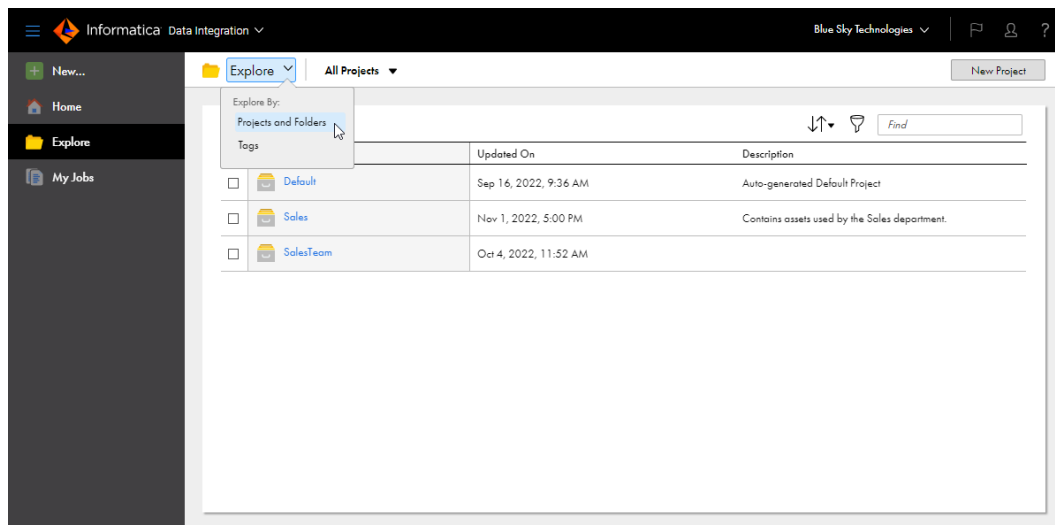 Informatica Data Integration
Blue Sky Technologies
?
New...
Explore
All Projects
New Project
Home
Explore By:
Projects and Folders
Find
Explore
Tags
Updated On
Description
My Jobs
Default
Sep 16, 2022, 9:36 AM
Auto-generated Default Project
Sales
Nov 1, 2022, 5:00 PM
Contains assets used by the Sales department.
SalesTeam
Oct 4, 2022, 11:52 AM